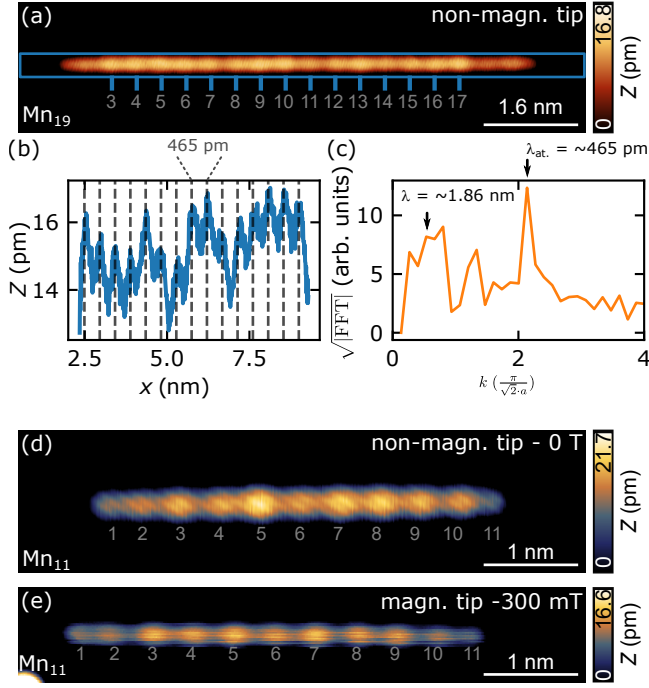 (a) non-magn. tip
16.8
Z (pm)
0
3 4 5 6 7 8 9 10 11 12 13 14 15 16 17
Mn19
1.6 nm
(b) 465 pm (c)
λat. = ~465 pm
λ = ~1.86 nm
16
14
Z (pm)
2.5 5.0 7.5
x (nm)
10
5
0
√|FFT| (arb. units)
0 2 4
k (π/√2·a)
(d) non-magn. tip - 0 T
21.7
Z (pm)
0
1 2 3 4 5 6 7 8 9 10 11
Mn11
1 nm
(e) magn. tip -300 mT
16.6
Z (pm)
0
1 2 3 4 5 6 7 8 9 10 11
Mn11
1 nm